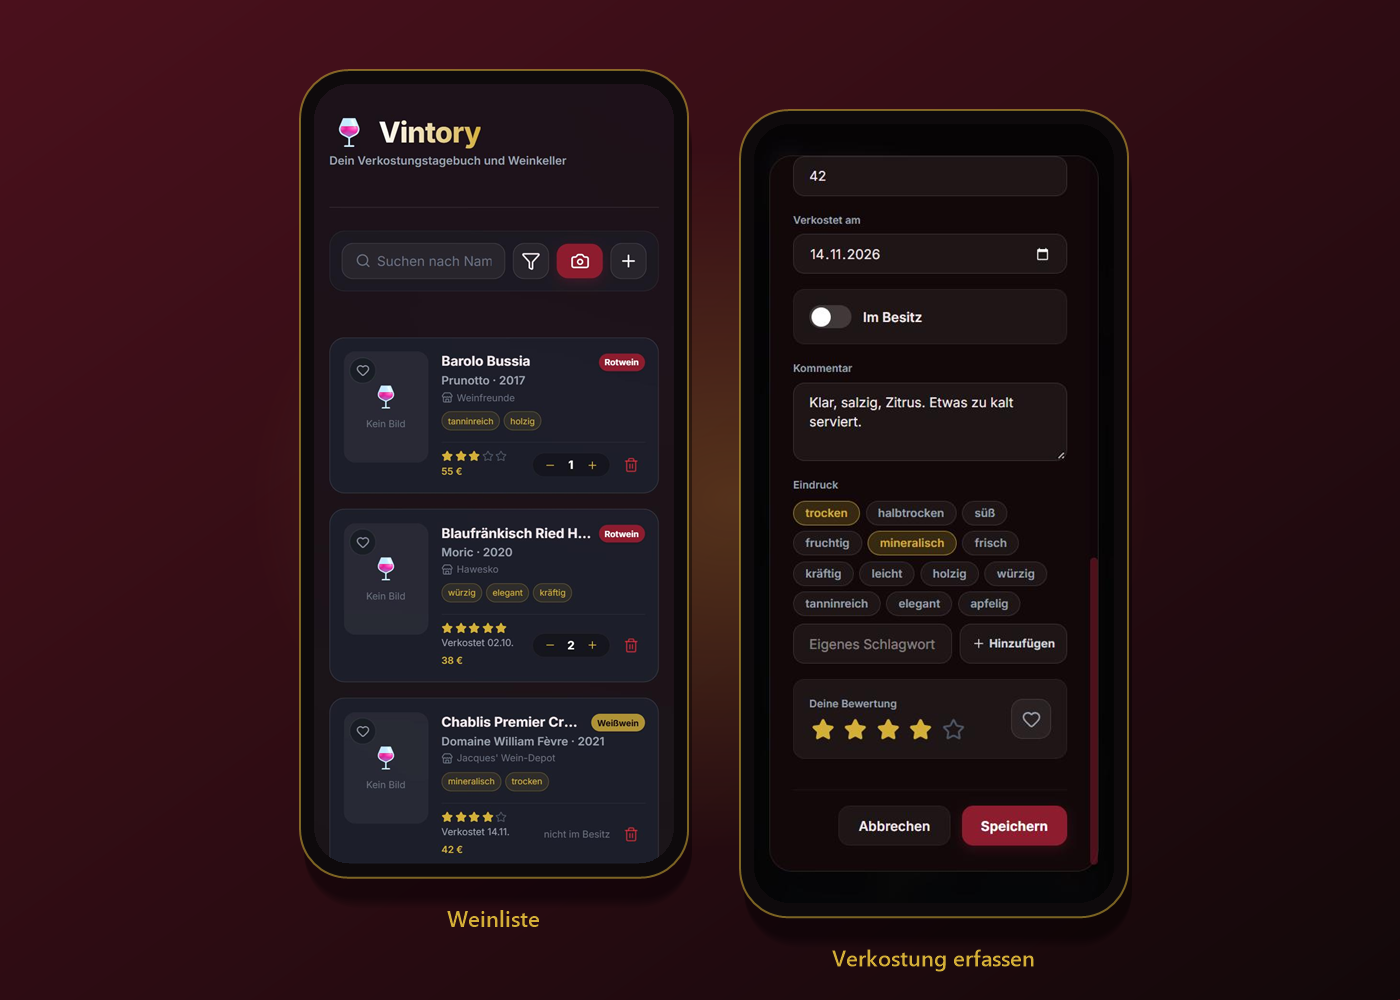 Vintory
Dein Verkostungstagebuch und Weinkeller
Suchen nach Nam
Barolo Bussia
Rotwein
Prunotto · 2017
Weinfreunde
Kein Bild
tanninreich holzig
55 €
− 1 +
Blaufränkisch Ried H...
Rotwein
Moric · 2020
Hawesko
Kein Bild
würzig elegant kräftig
Verkostet 02.10.
38 €
− 2 +
Chablis Premier Cr...
Weißwein
Domaine William Fèvre · 2021
Jacques' Wein-Depot
Kein Bild
mineralisch trocken
Verkostet 14.11.
nicht im Besitz
42 €
Weinliste
42
Verkostet am
14.11.2026
Im Besitz
Kommentar
Klar, salzig, Zitrus. Etwas zu kalt
serviert.
Eindruck
trocken halbtrocken süß
fruchtig mineralisch frisch
kräftig leicht holzig würzig
tanninreich elegant apfelig
Eigenes Schlagwort + Hinzufügen
Deine Bewertung
Abbrechen Speichern
Verkostung erfassen